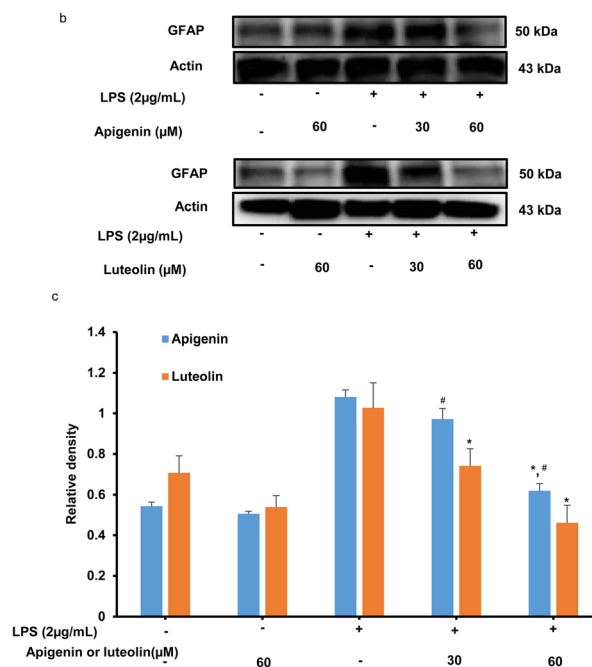 b
GFAP 50 kDa
Actin 43 kDa
LPS (2µg/mL) - - + + +
Apigenin (µM) - 60 - 30 60
GFAP 50 kDa
Actin 43 kDa
LPS (2µg/mL) - - + + +
Luteolin (µM) - 60 - 30 60
c
1.4
1.2
1
0.8
0.6
0.4
0.2
0
Relative density
Apigenin
Luteolin
#
*
*, #
*
LPS (2µg/mL) - - + + +
Apigenin or luteolin(µM) - 60 - 30 60